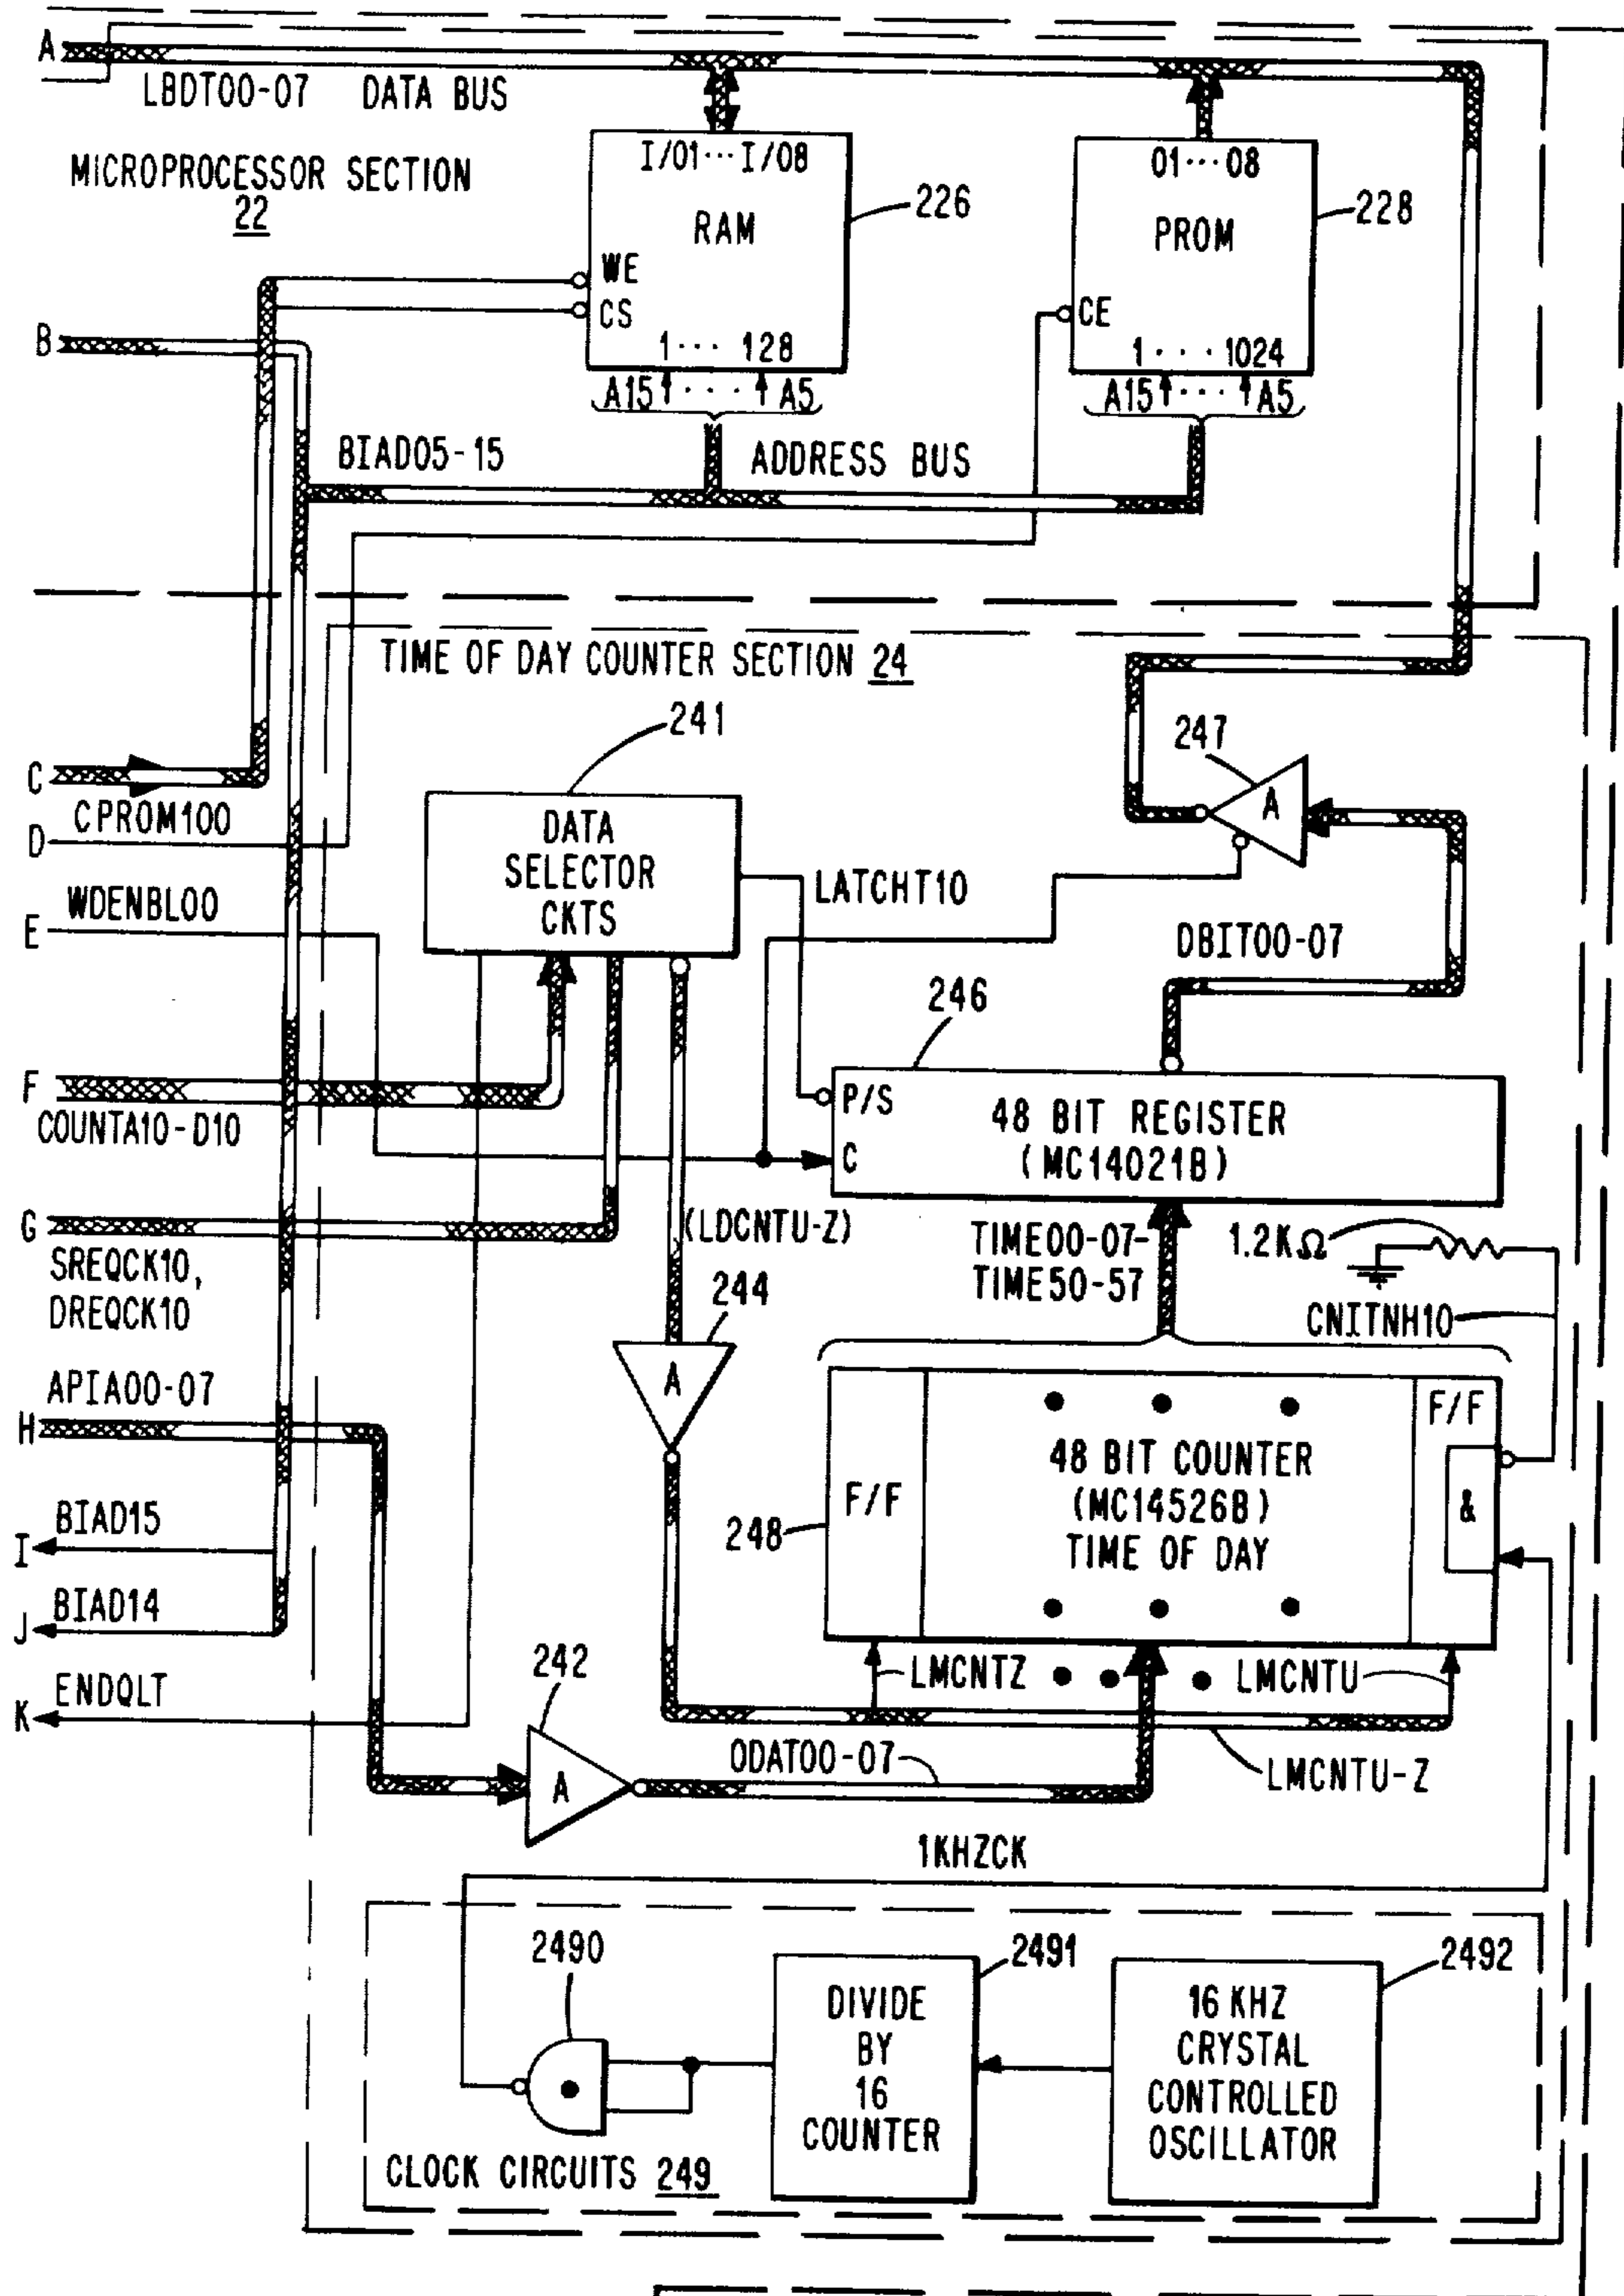 A
LBDT00-07 DATA BUS
MICROPROCESSOR SECTION
22
I/01···I/08
RAM
WE
CS
1··· 128
A15 ··· A5
226
01···08
PROM
CE
1 · · · 1024
A15 ··· A5
228
B
BIAD05-15
ADDRESS BUS
TIME OF DAY COUNTER SECTION 24
C
CPROM100
D
WDENBL00
E
241
DATA
SELECTOR
CKTS
LATCHT10
247
A
DBIT00-07
F
COUNTA10-D10
246
P/S
C
48 BIT REGISTER
(MC14021B)
G
SREQCK10,
DREQCK10
(LDCNTU-Z)
TIME00-07-
TIME50-57
1.2KΩ
CNITNH10
244
A
APIA00-07
H
F/F
48 BIT COUNTER
(MC14526B)
TIME OF DAY
F/F
&
248
BIAD15
I
BIAD14
J
ENDQLT
K
LMCNTZ
LMCNTU
LMCNTU-Z
242
A
ODAT00-07
1KHZCK
2490
2491
DIVIDE
BY
16
COUNTER
2492
16 KHZ
CRYSTAL
CONTROLLED
OSCILLATOR
CLOCK CIRCUITS 249